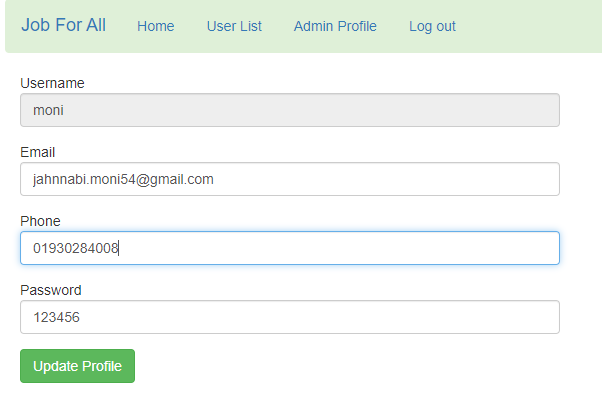 Job For All Home User List Admin Profile Log out
Username
moni
Email
jahnnabi.moni54@gmail.com
Phone
01930284008
Password
123456
Update Profile